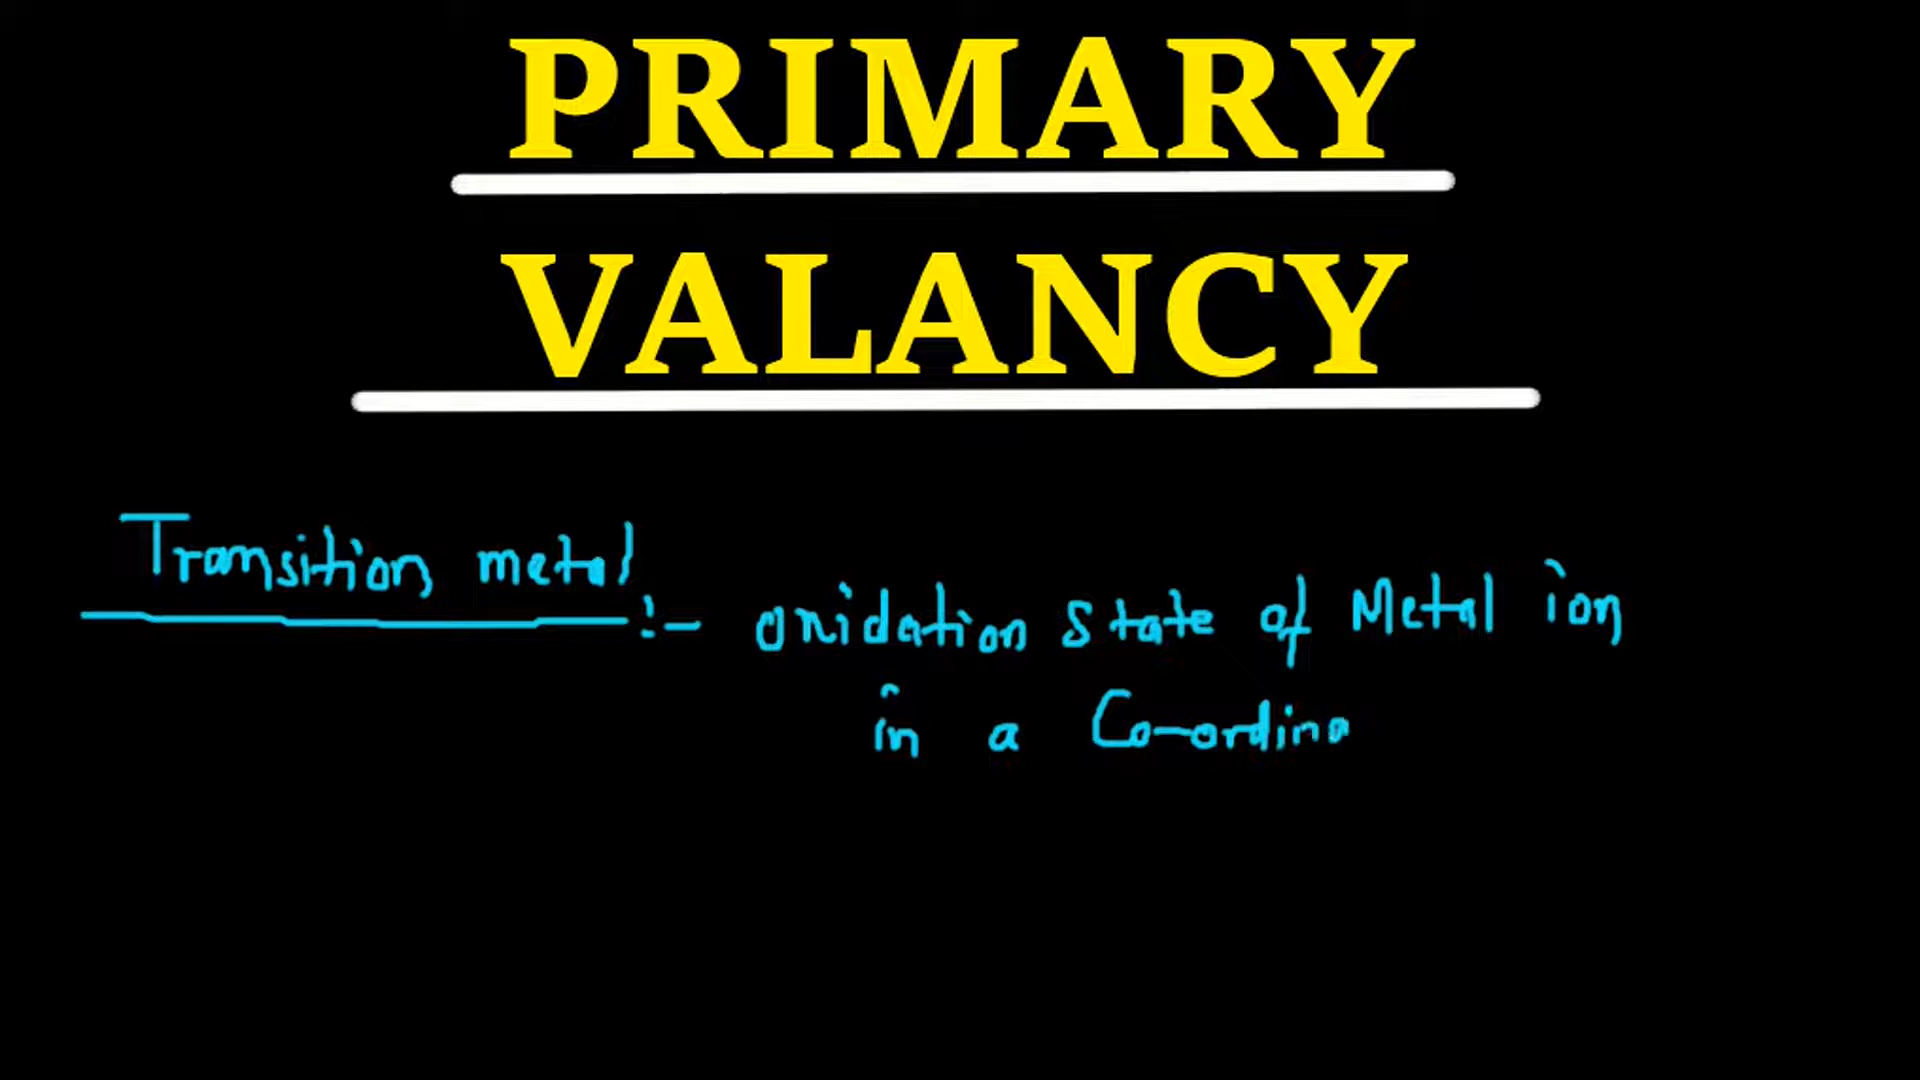 PRIMARY
VALANCY
Transition metal :- oxidation state of Metal ion
in a Co-ordina